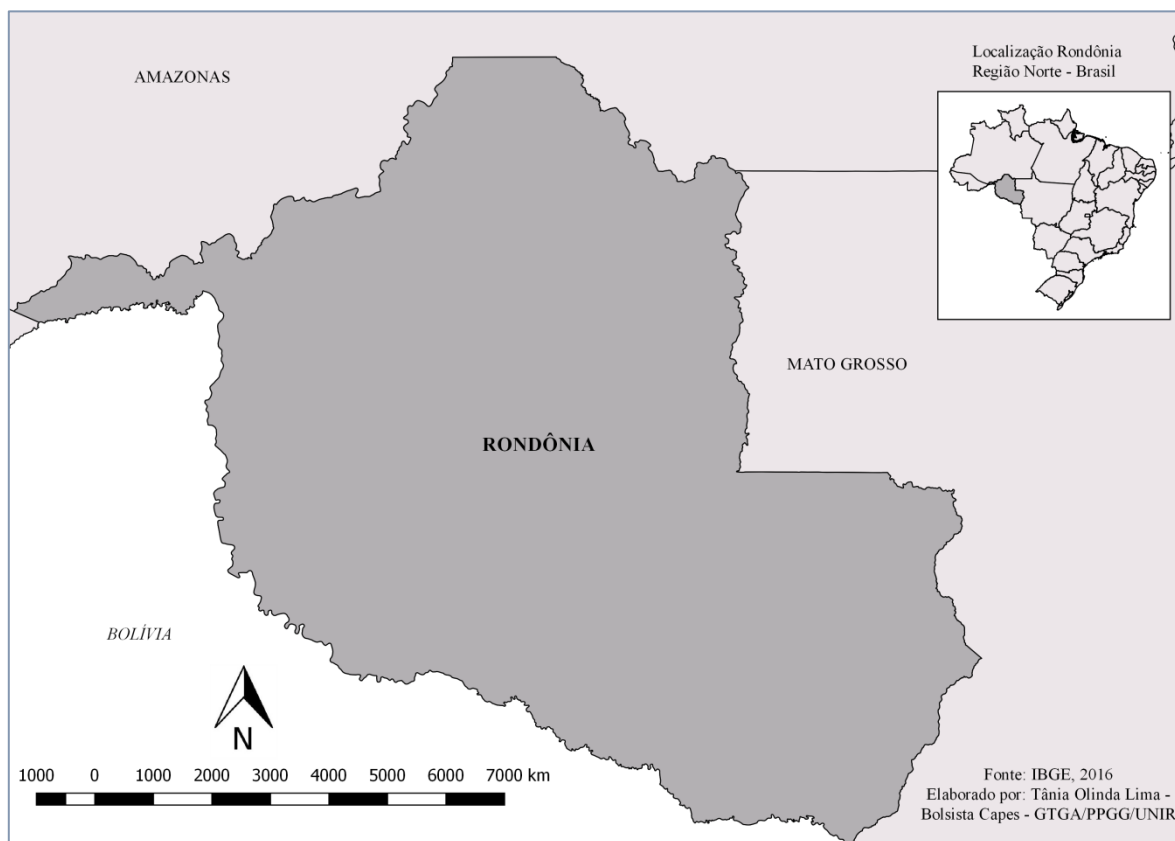 AMAZONAS
Localização Rondônia
Região Norte - Brasil
MATO GROSSO
RONDÔNIA
BOLÍVIA
N
1000 0 1000 2000 3000 4000 5000 6000 7000 km
Fonte: IBGE, 2016
Elaborado por: Tânia Olinda Lima -
Bolsista Capes - GTGA/PPGG/UNIR